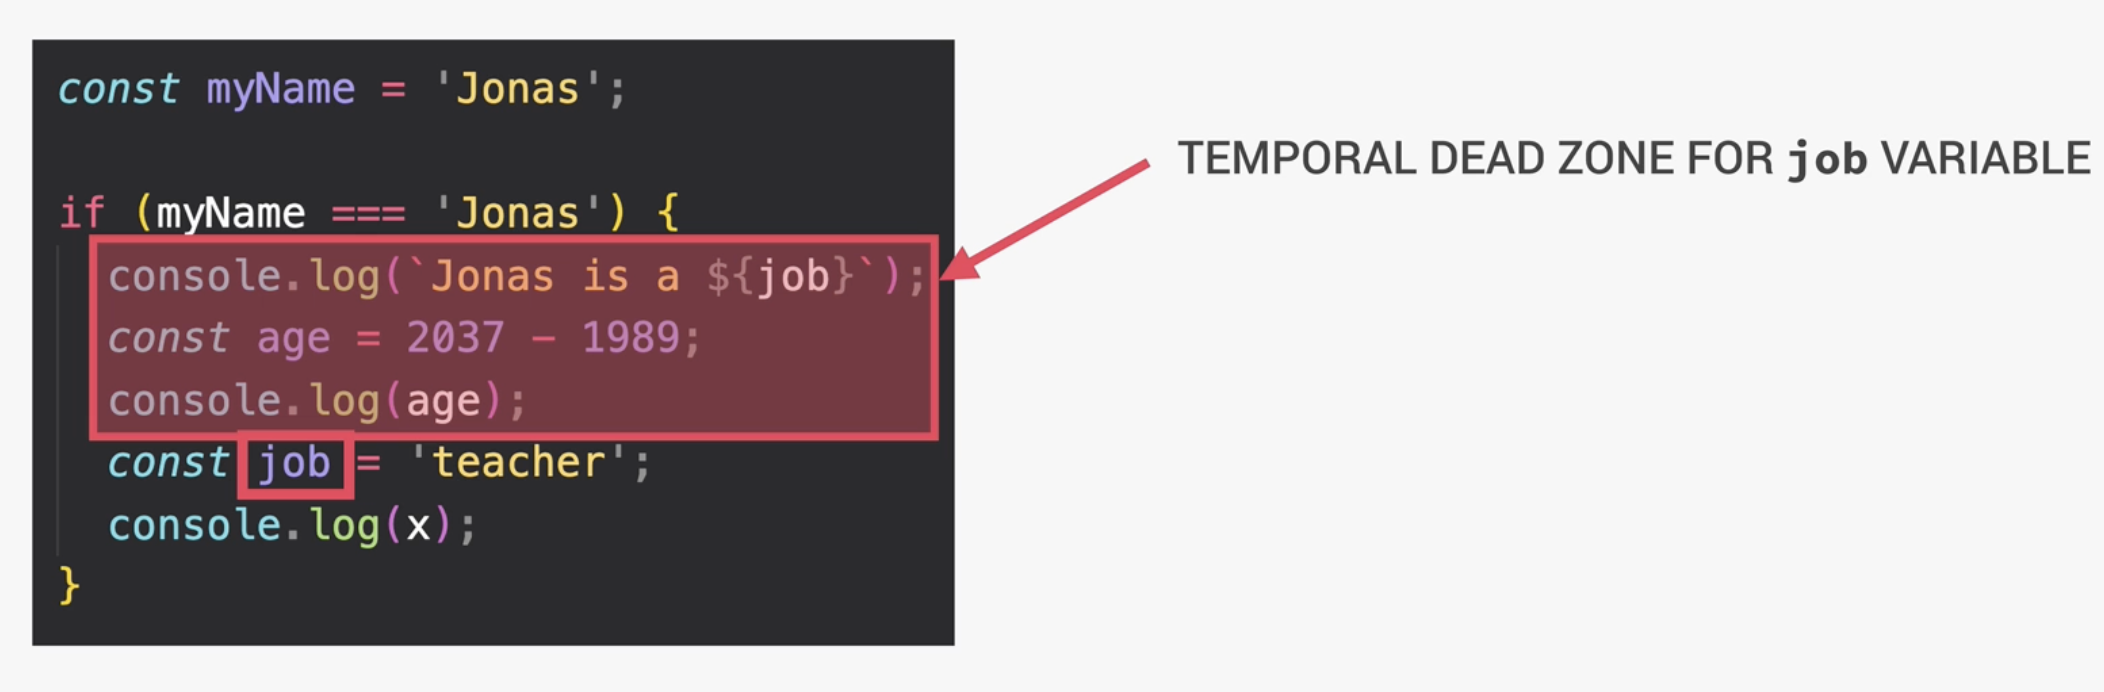 const myName = 'Jonas';
if (myName === 'Jonas') {
console.log(`Jonas is a ${job}`);
const age = 2037 - 1989;
console.log(age);
const job = 'teacher';
console.log(x);
}
TEMPORAL DEAD ZONE FOR job VARIABLE